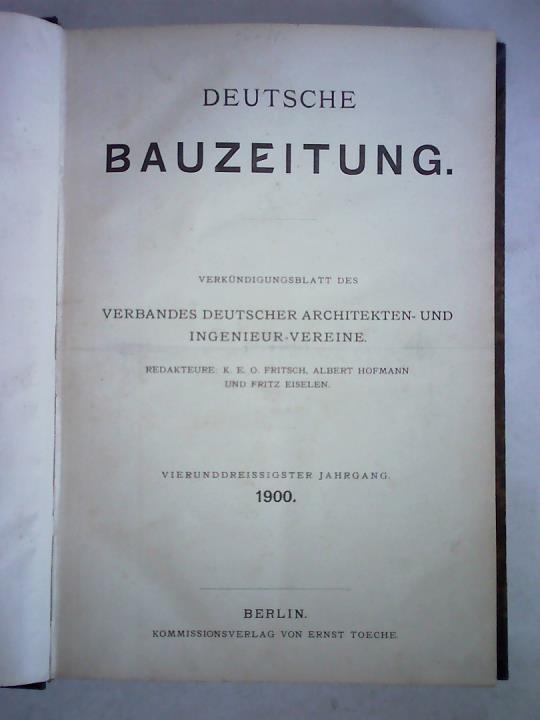 DEUTSCHE
BAUZEITUNG.
VERKÜNDIGUNGSBLATT DES
VERBANDES DEUTSCHER ARCHITEKTEN- UND
INGENIEUR-VEREINE.
REDAKTEURE: K. E. O. FRITSCH, ALBERT HOFMANN
UND FRITZ EISELEN.
VIERUNDDREISSIGSTER JAHRGANG.
1900.
BERLIN.
KOMMISSIONSVERLAG VON ERNST TOECHE.